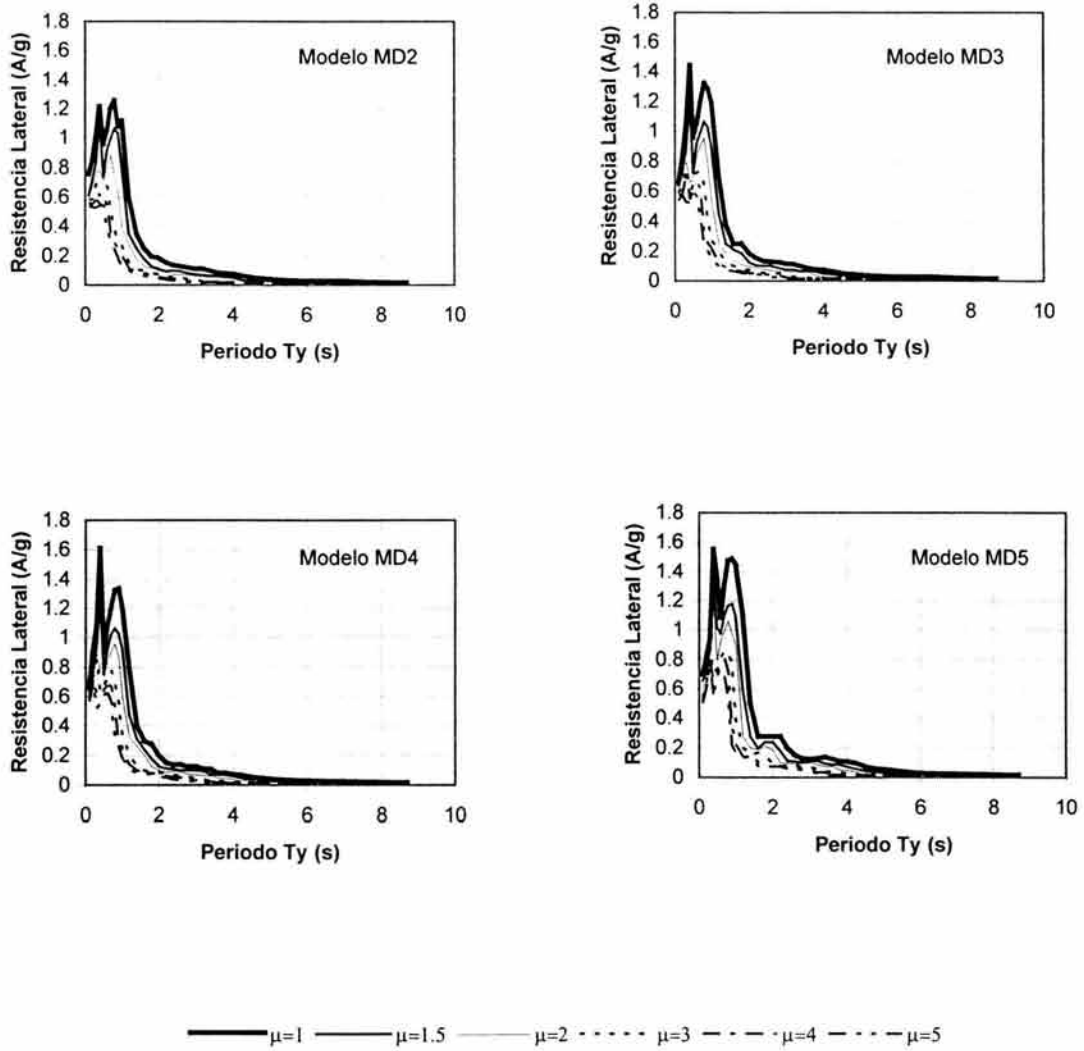 Resistencia Lateral (A/g)
1.8
1.6
1.4
1.2
1
0.8
0.6
0.4
0.2
0
Modelo MD2
0 2 4 6 8 10
Periodo Ty (s)
Resistencia Lateral (A/g)
1.8
1.6
1.4
1.2
1
0.8
0.6
0.4
0.2
0
Modelo MD3
0 2 4 6 8 10
Periodo Ty (s)
Resistencia Lateral (A/g)
1.8
1.6
1.4
1.2
1
0.8
0.6
0.4
0.2
0
Modelo MD4
0 2 4 6 8 10
Periodo Ty (s)
Resistencia Lateral (A/g)
1.8
1.6
1.4
1.2
1
0.8
0.6
0.4
0.2
0
Modelo MD5
0 2 4 6 8 10
Periodo Ty (s)
μ=1 μ=1.5 μ=2 μ=3 μ=4 μ=5